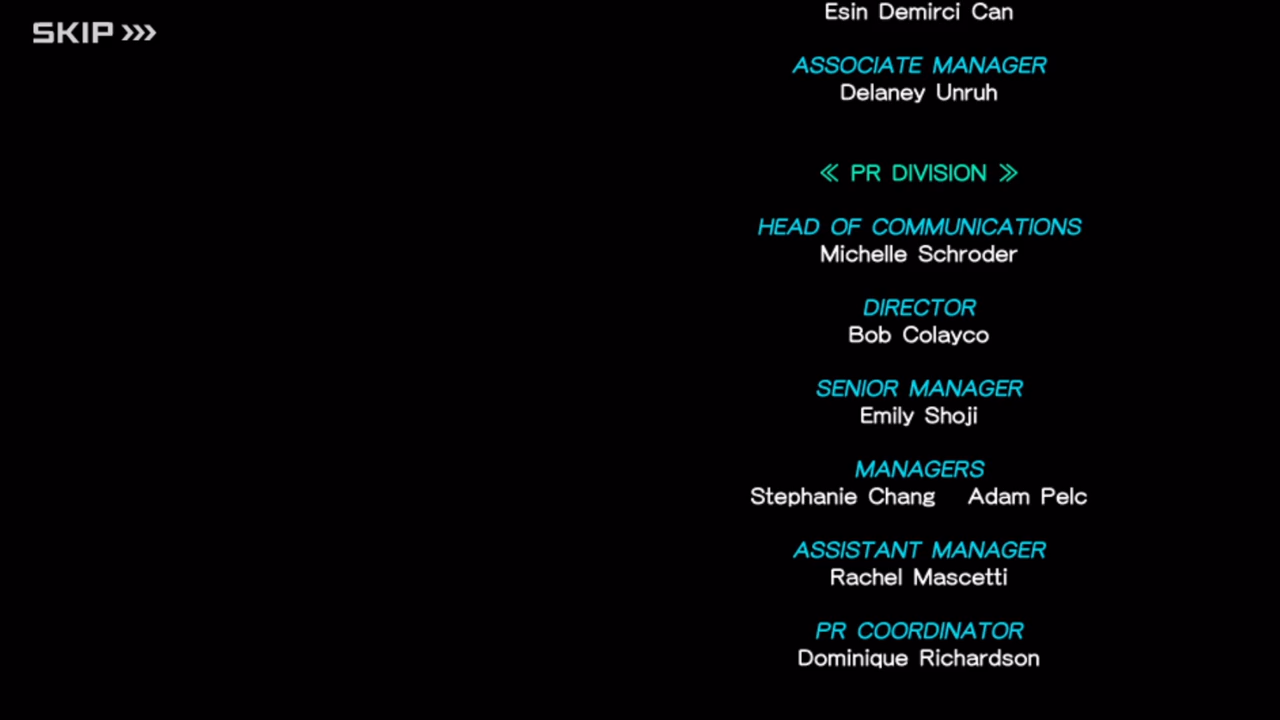 SKIP »›
Esin Demirci Can
ASSOCIATE MANAGER
Delaney Unruh
≪ PR DIVISION ≫
HEAD OF COMMUNICATIONS
Michelle Schroder
DIRECTOR
Bob Colayco
SENIOR MANAGER
Emily Shoji
MANAGERS
Stephanie Chang Adam Pelc
ASSISTANT MANAGER
Rachel Mascetti
PR COORDINATOR
Dominique Richardson